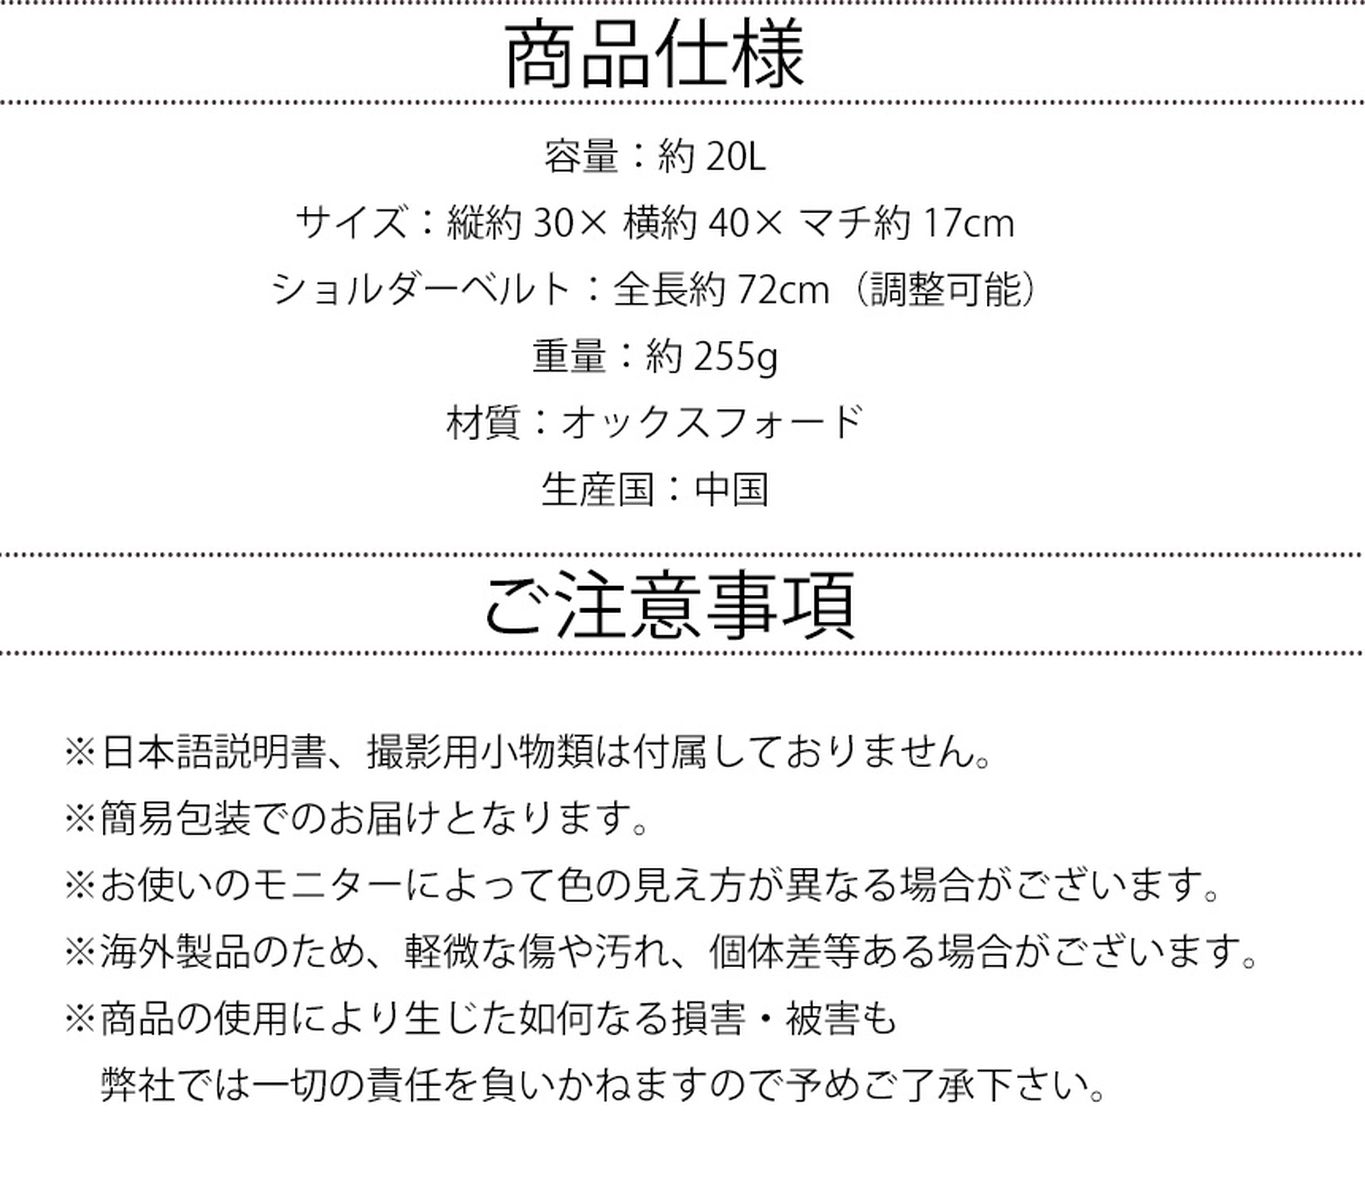 商品仕様
容量：約 20L
サイズ：縦約 30× 横約 40× マチ約 17cm
ショルダーベルト：全長約 72cm（調整可能）
重量：約 255g
材質：オックスフォード
生産国：中国
ご注意事項
※日本語説明書、撮影用小物類は付属しておりません。
※簡易包装でのお届けとなります。
※お使いのモニターによって色の見え方が異なる場合がございます。
※海外製品のため、軽微な傷や汚れ、個体差等ある場合がございます。
※商品の使用により生じた如何なる損害・被害も
弊社では一切の責任を負いかねますので予めご了承下さい。